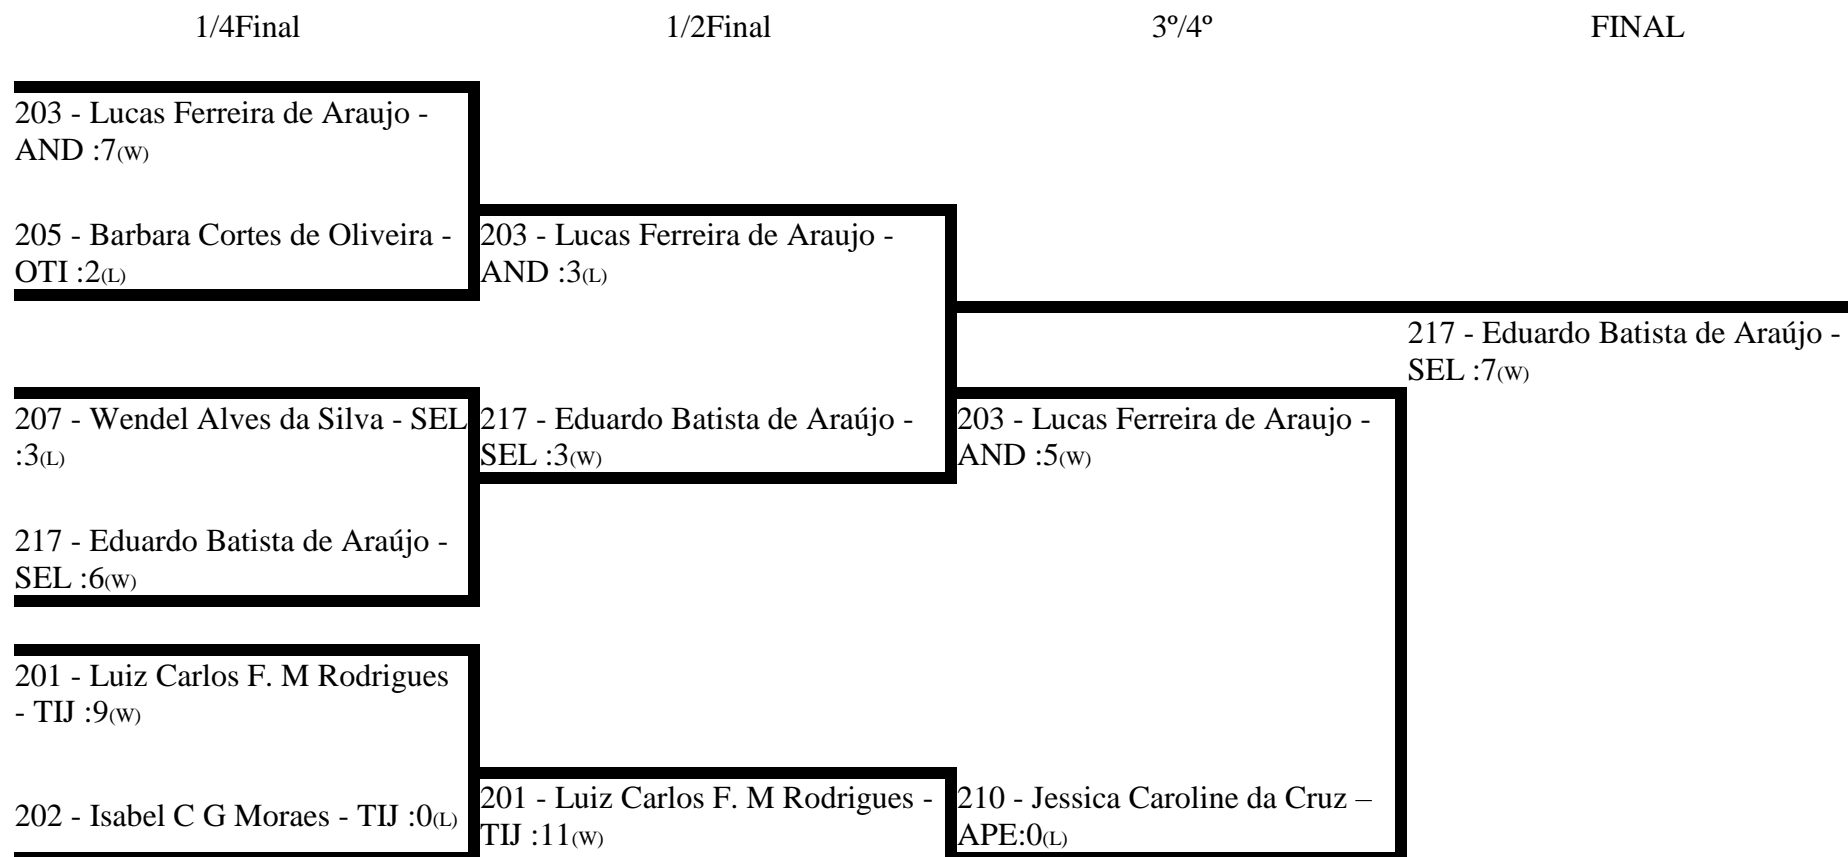 1/4Final
1/2Final
3º/4º
FINAL
203 - Lucas Ferreira de Araujo -
AND :7(W)
205 - Barbara Cortes de Oliveira -
OTI :2(L)
203 - Lucas Ferreira de Araujo -
AND :3(L)
217 - Eduardo Batista de Araújo -
SEL :7(W)
207 - Wendel Alves da Silva - SEL
:3(L)
217 - Eduardo Batista de Araújo -
SEL :3(W)
203 - Lucas Ferreira de Araujo -
AND :5(W)
217 - Eduardo Batista de Araújo -
SEL :6(W)
201 - Luiz Carlos F. M Rodrigues
- TIJ :9(W)
202 - Isabel C G Moraes - TIJ :0(L)
201 - Luiz Carlos F. M Rodrigues -
TIJ :11(W)
210 - Jessica Caroline da Cruz –
APE:0(L)